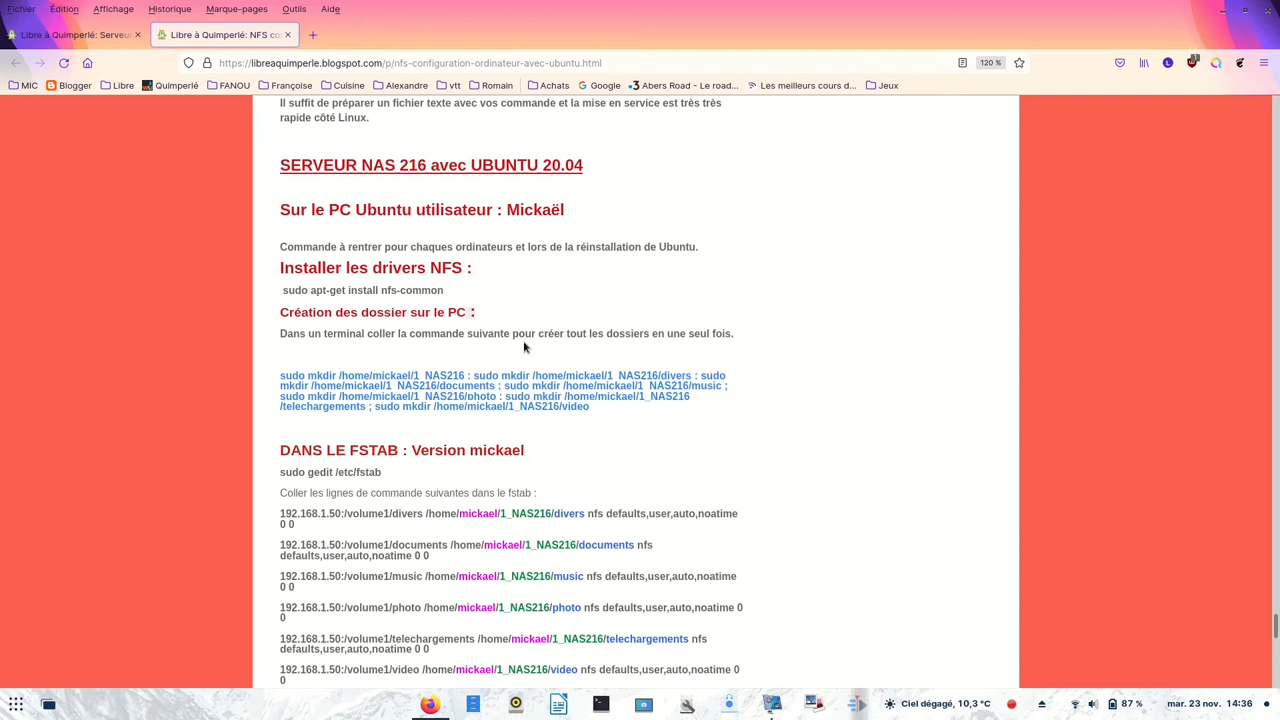 Fichier Édition Affichage Historique Marque-pages Outils Aide
Libre à Quimperlé: Serveur
Libre à Quimperlé: NFS co
https://libreaquimperle.blogspot.com/p/nfs-configuration-ordinateur-avec-ubuntu.html
120 %
MIC Blogger Libre Quimperlé FANOU Françoise Cuisine Alexandre vtt Romain Achats Google Abers Road - Le road... Les meilleurs cours d... Jeux
Il suffit de préparer un fichier texte avec vos commande et la mise en service est très très
rapide côté Linux.
SERVEUR NAS 216 avec UBUNTU 20.04
Sur le PC Ubuntu utilisateur : Mickaël
Commande à rentrer pour chaques ordinateurs et lors de la réinstallation de Ubuntu.
Installer les drivers NFS :
sudo apt-get install nfs-common
Création des dossier sur le PC :
Dans un terminal coller la commande suivante pour créer tout les dossiers en une seul fois.
sudo mkdir /home/mickael/1_NAS216 ; sudo mkdir /home/mickael/1_NAS216/divers ; sudo
mkdir /home/mickael/1_NAS216/documents ; sudo mkdir /home/mickael/1_NAS216/music ;
sudo mkdir /home/mickael/1_NAS216/photo ; sudo mkdir /home/mickael/1_NAS216
/telechargements ; sudo mkdir /home/mickael/1_NAS216/video
DANS LE FSTAB : Version mickael
sudo gedit /etc/fstab
Coller les lignes de commande suivantes dans le fstab :
192.168.1.50:/volume1/divers /home/mickael/1_NAS216/divers nfs defaults,user,auto,noatime
0 0
192.168.1.50:/volume1/documents /home/mickael/1_NAS216/documents nfs
defaults,user,auto,noatime 0 0
192.168.1.50:/volume1/music /home/mickael/1_NAS216/music nfs defaults,user,auto,noatime
0 0
192.168.1.50:/volume1/photo /home/mickael/1_NAS216/photo nfs defaults,user,auto,noatime 0
0
192.168.1.50:/volume1/telechargements /home/mickael/1_NAS216/telechargements nfs
defaults,user,auto,noatime 0 0
192.168.1.50:/volume1/video /home/mickael/1_NAS216/video nfs defaults,user,auto,noatime 0
0
Ciel dégagé, 10,3 °C
87 %
mar. 23 nov. 14:36